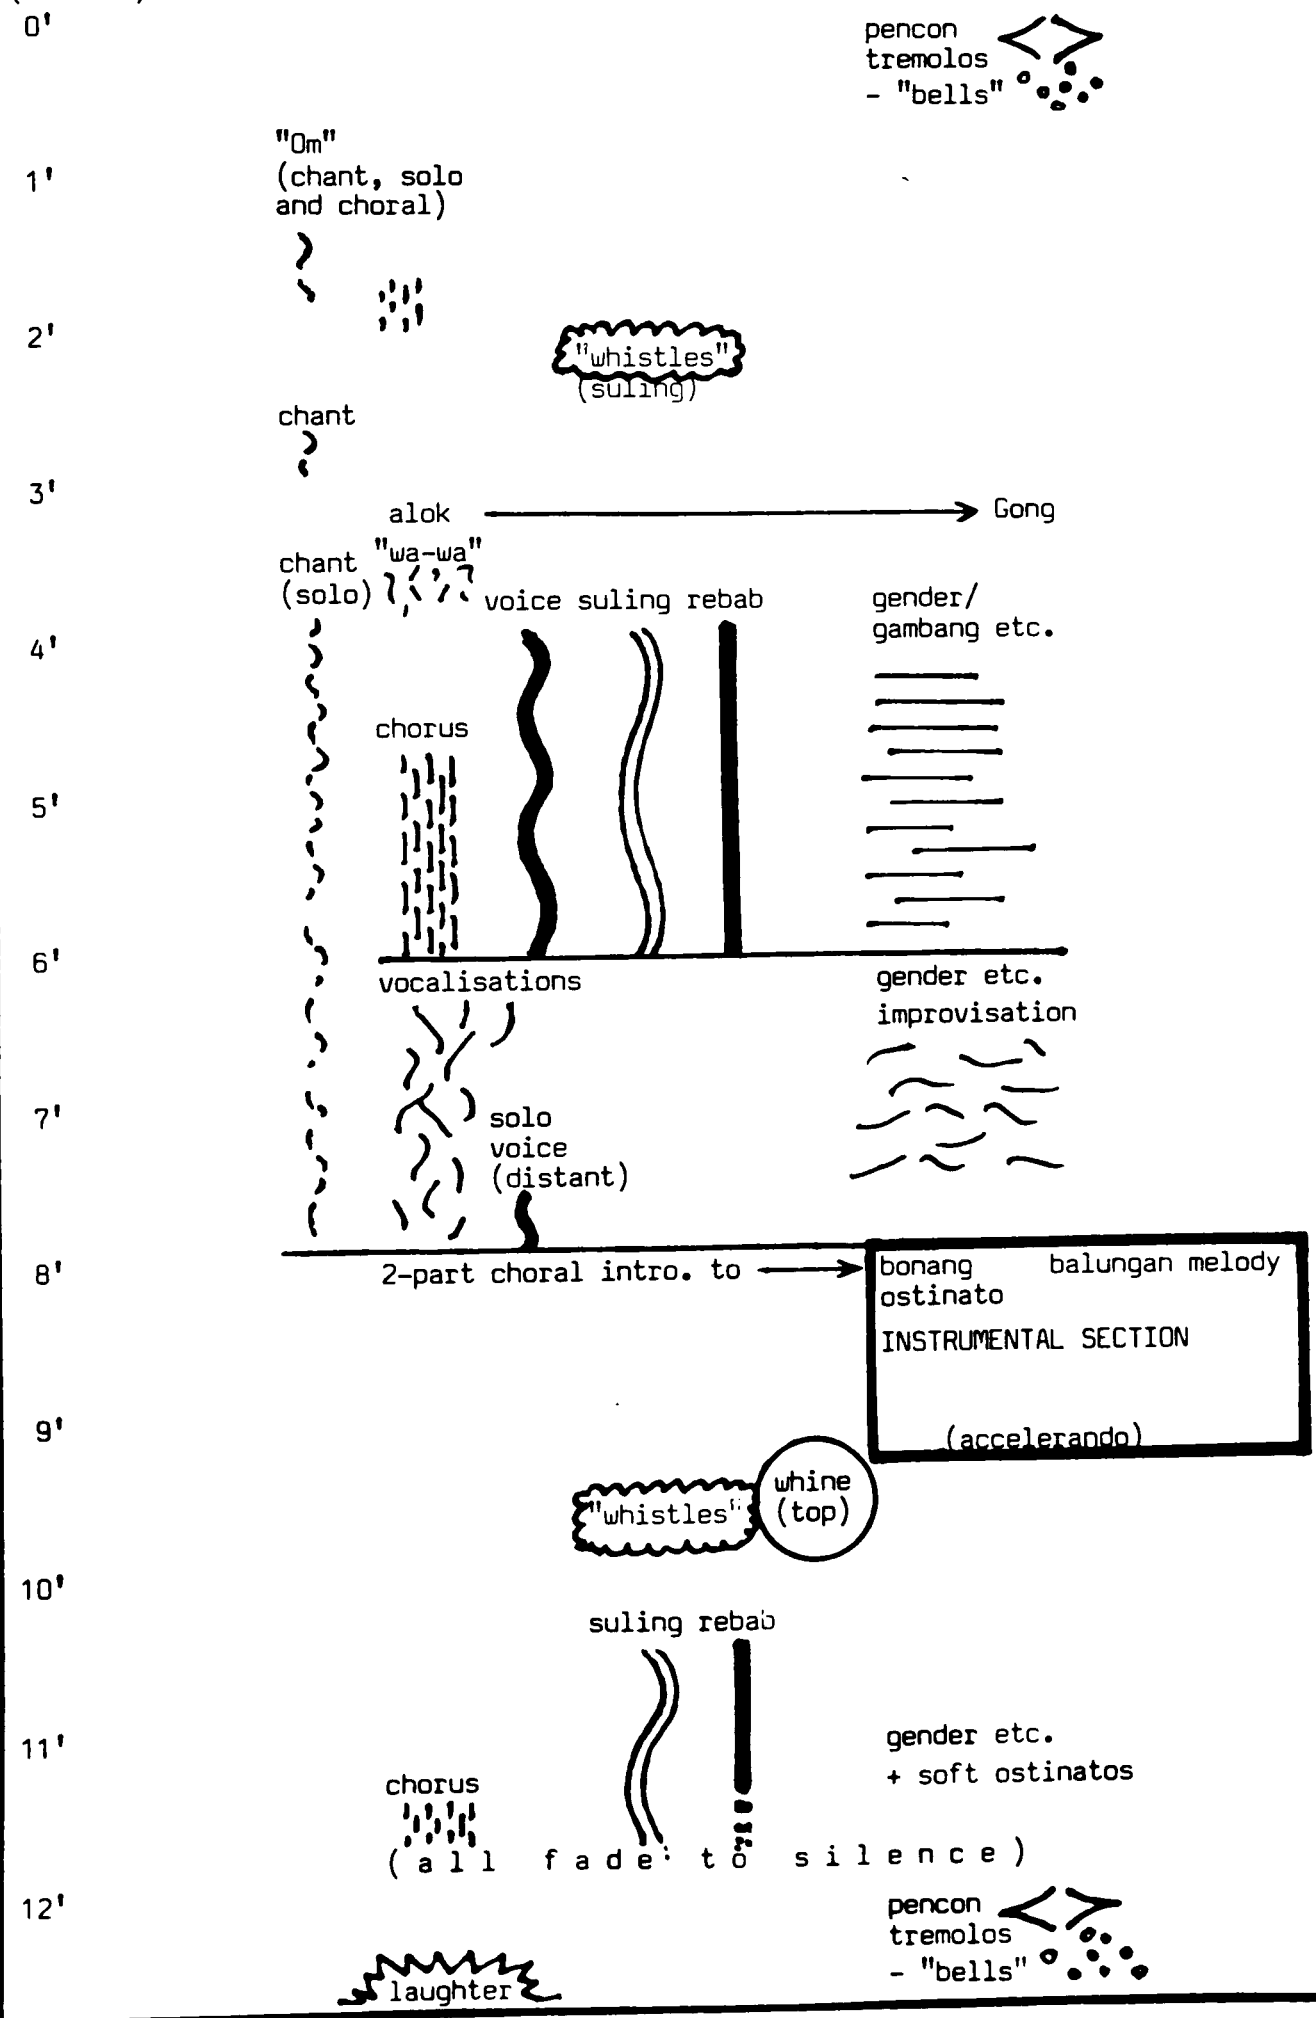 0'
pencon
tremolos
- "bells"
"Om"
1'
(chant, solo
and choral)
2'
"whistles"
(suling)
chant
3'
alok
Gong
"wa-wa"
chant
(solo)
voice suling rebab
gender/
gambang etc.
4'
chorus
5'
6'
vocalisations
gender etc.
improvisation
7'
solo
voice
(distant)
8'
2-part choral intro. to
bonang
balungan melody
ostinato
INSTRUMENTAL SECTION
9'
(accelerando)
whine
(top)
"whistles"
10'
suling rebab
11'
gender etc.
+ soft ostinatos
chorus
(all fade to silence)
12'
pencon
tremolos
- "bells"
laughter